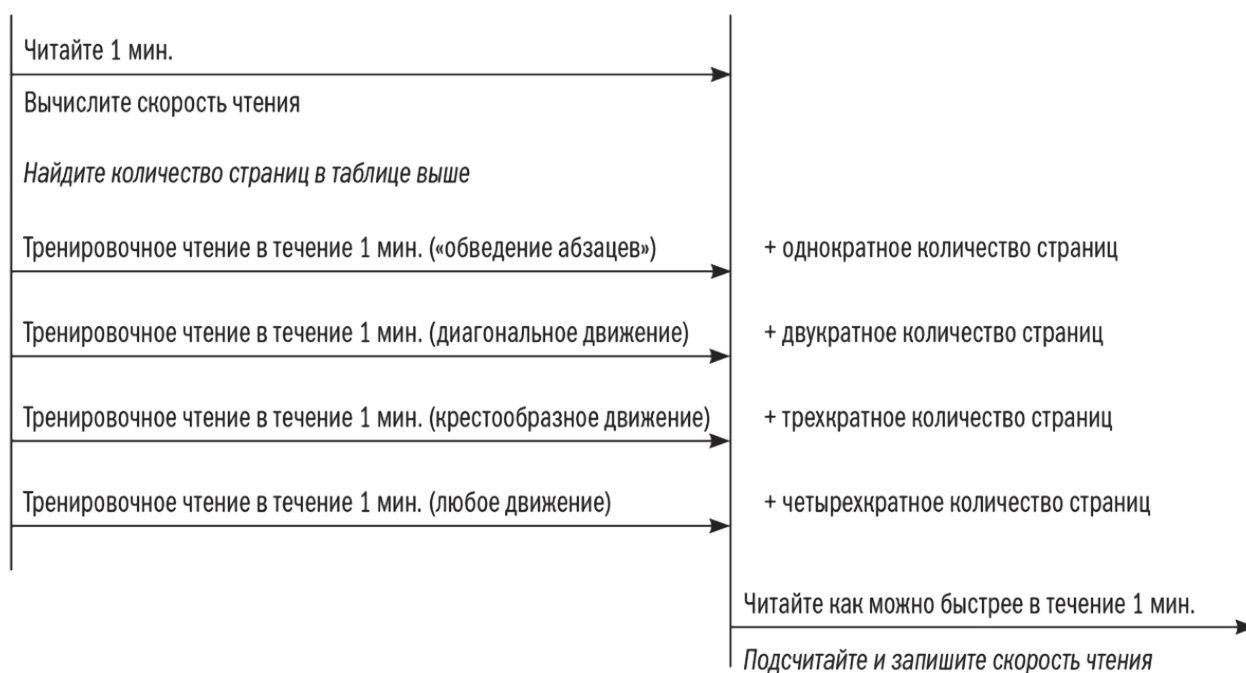 Читайте 1 мин.
Вычислите скорость чтения
Найдите количество страниц в таблице выше
Тренировочное чтение в течение 1 мин. («обведение абзацев»)
+ однократное количество страниц
Тренировочное чтение в течение 1 мин. (диагональное движение)
+ двукратное количество страниц
Тренировочное чтение в течение 1 мин. (крестообразное движение)
+ трехкратное количество страниц
Тренировочное чтение в течение 1 мин. (любое движение)
+ четырехкратное количество страниц
Читайте как можно быстрее в течение 1 мин.
Подсчитайте и запишите скорость чтения